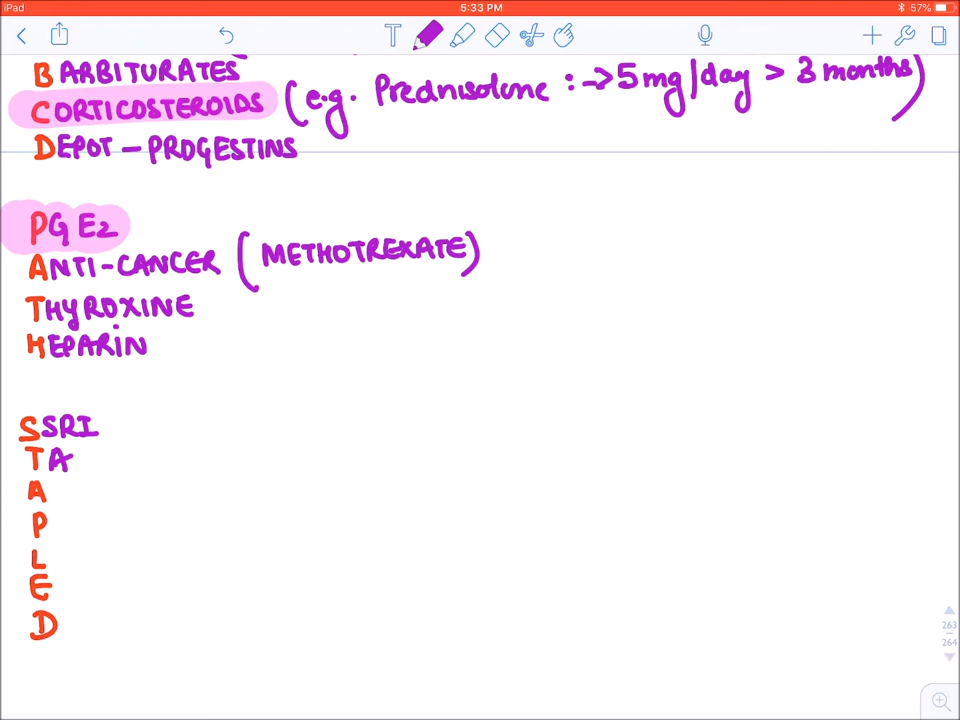 iPad 5:33 PM 57%
T
BARBITURATES
CORTICOSTEROIDS (e.g. Prednisolone : -> 5 mg/day > 3 months)
DEPOT - PROGESTINS
PGE2
ANTI-CANCER (METHOTREXATE)
THYROXINE
HEPARIN
SSRI
TA
A
P
L
E
D
263
264